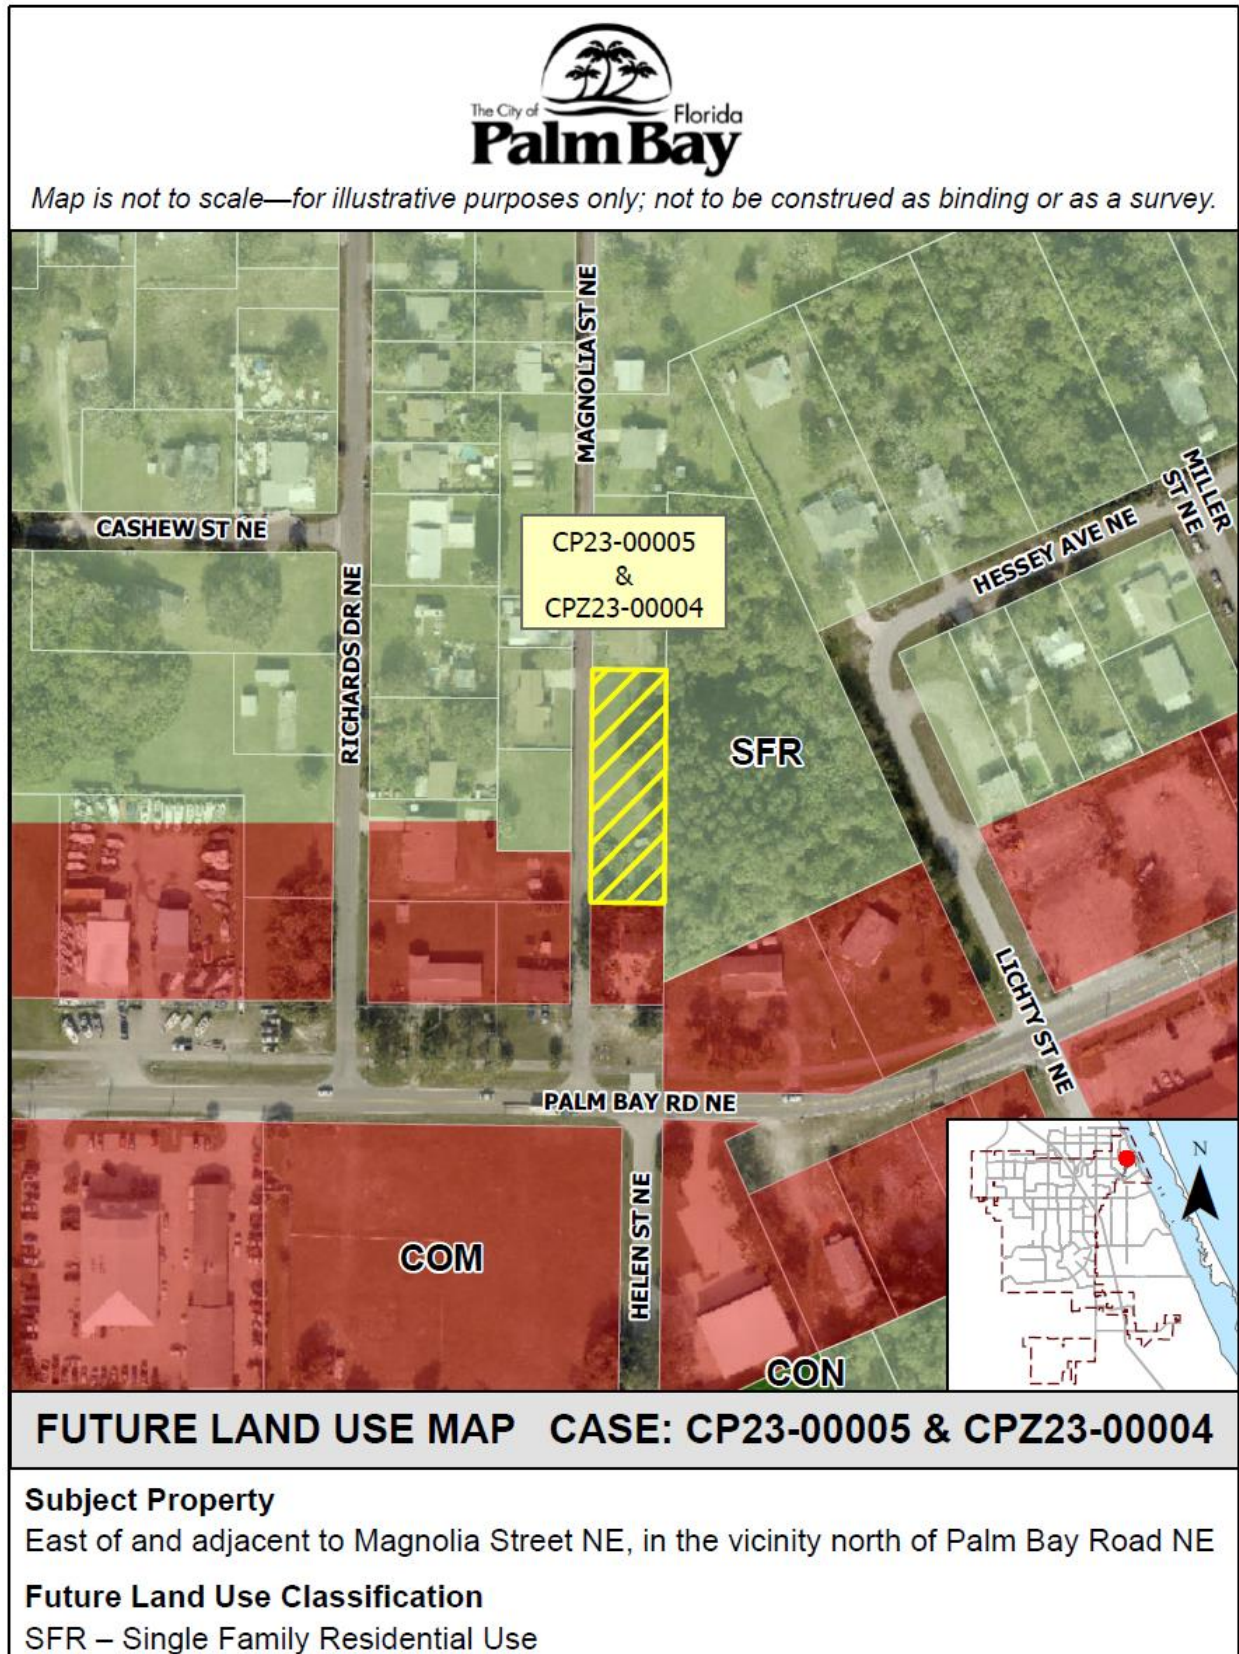 The City of Florida
Palm Bay
Map is not to scale—for illustrative purposes only; not to be construed as binding or as a survey.
MAGNOLIA ST NE
MILLER ST NE
CASHEW ST NE
HESSEY AVE NE
CP23-00005
&
CPZ23-00004
RICHARDS DR NE
SFR
LICHTY ST NE
PALM BAY RD NE
HELEN ST NE
N
COM
CON
FUTURE LAND USE MAP CASE: CP23-00005 & CPZ23-00004
Subject Property
East of and adjacent to Magnolia Street NE, in the vicinity north of Palm Bay Road NE
Future Land Use Classification
SFR – Single Family Residential Use